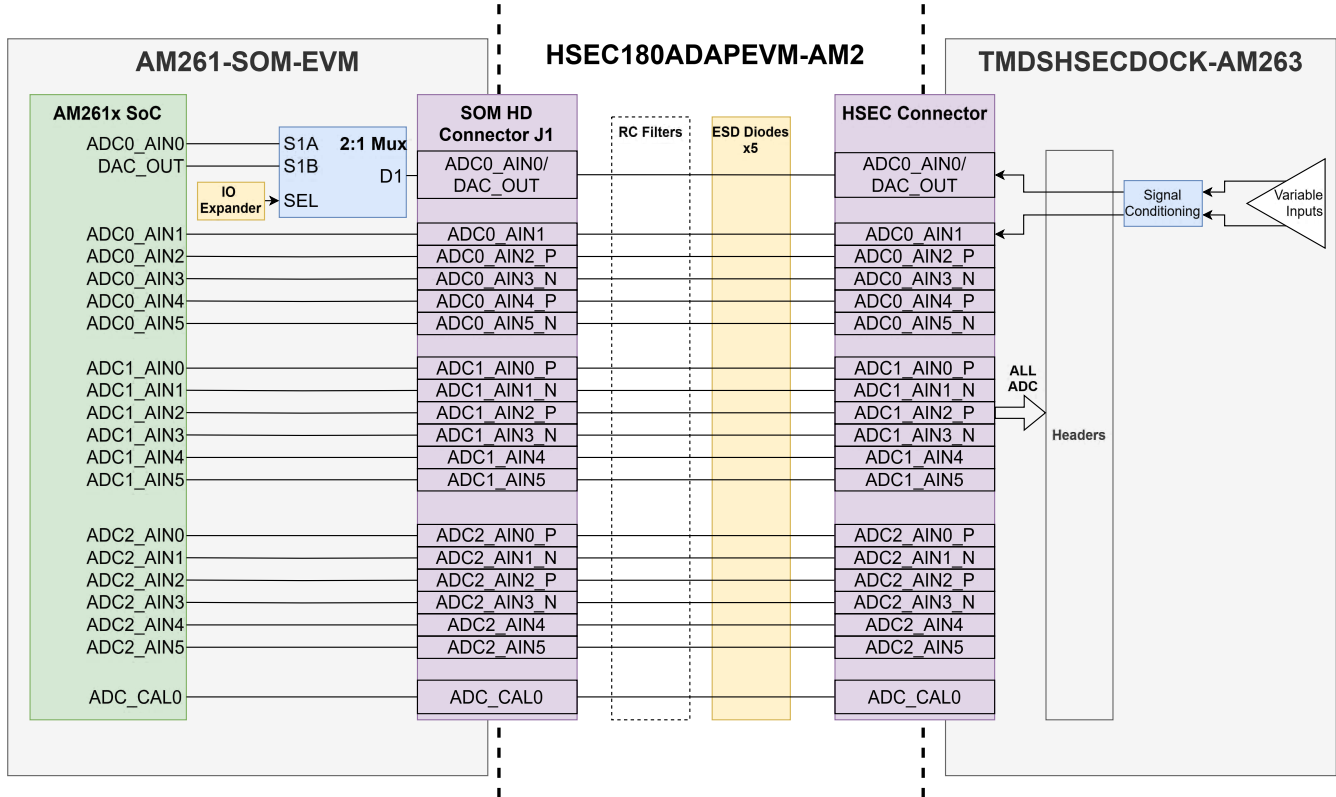 AM261-SOM-EVM
HSEC180ADAPEVM-AM2
TMDSHSECDOCK-AM263
AM261x SoC
ADC0_AIN0
DAC_OUT
IO
Expander
S1A
2:1 Mux
S1B
D1
SEL
ADC0_AIN1
ADC0_AIN2
ADC0_AIN3
ADC0_AIN4
ADC0_AIN5
ADC1_AIN0
ADC1_AIN1
ADC1_AIN2
ADC1_AIN3
ADC1_AIN4
ADC1_AIN5
ADC2_AIN0
ADC2_AIN1
ADC2_AIN2
ADC2_AIN3
ADC2_AIN4
ADC2_AIN5
ADC_CAL0
SOM HD
Connector J1
ADC0_AIN0/
DAC_OUT
ADC0_AIN1
ADC0_AIN2_P
ADC0_AIN3_N
ADC0_AIN4_P
ADC0_AIN5_N
ADC1_AIN0_P
ADC1_AIN1_N
ADC1_AIN2_P
ADC1_AIN3_N
ADC1_AIN4
ADC1_AIN5
ADC2_AIN0_P
ADC2_AIN1_N
ADC2_AIN2_P
ADC2_AIN3_N
ADC2_AIN4
ADC2_AIN5
ADC_CAL0
RC Filters
ESD Diodes
x5
HSEC Connector
ADC0_AIN0/
DAC_OUT
ADC0_AIN1
ADC0_AIN2_P
ADC0_AIN3_N
ADC0_AIN4_P
ADC0_AIN5_N
ADC1_AIN0_P
ADC1_AIN1_N
ADC1_AIN2_P
ADC1_AIN3_N
ADC1_AIN4
ADC1_AIN5
ADC2_AIN0_P
ADC2_AIN1_N
ADC2_AIN2_P
ADC2_AIN3_N
ADC2_AIN4
ADC2_AIN5
ADC_CAL0
ALL
ADC
Headers
Signal
Conditioning
Variable
Inputs